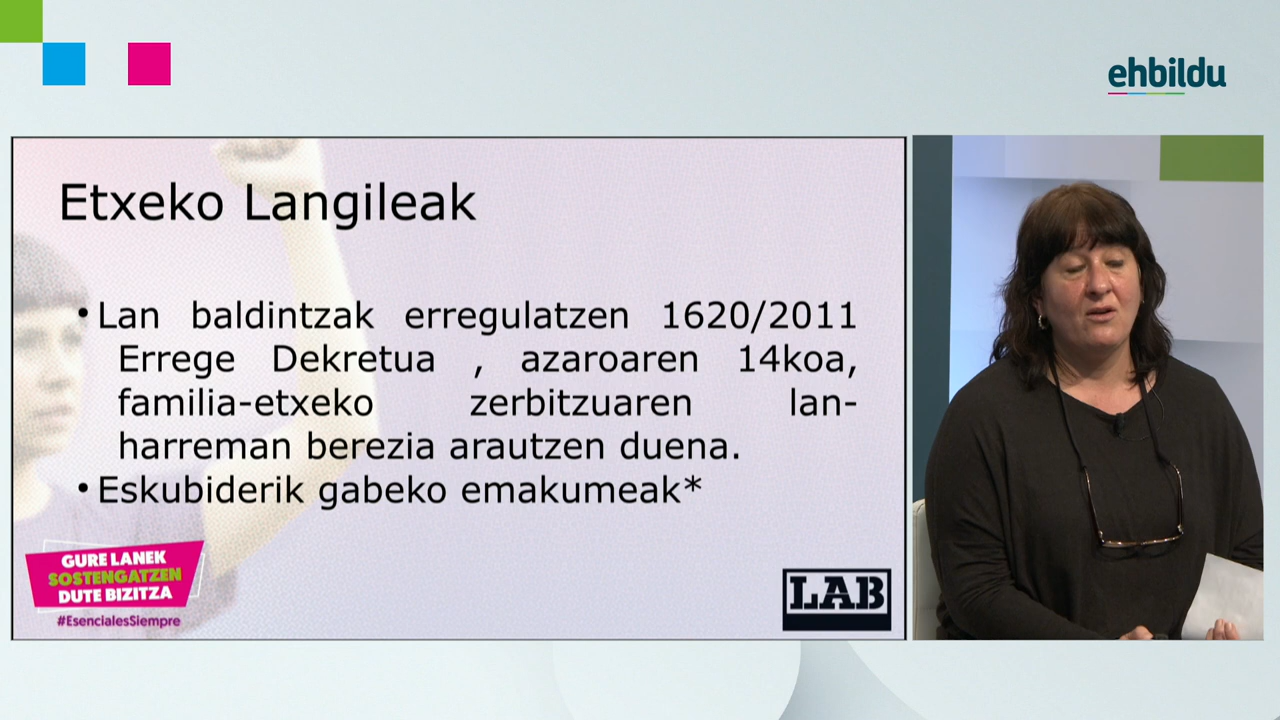 ehbildu
Etxeko Langileak
• Lan baldintzak erregulatzen 1620/2011
Errege Dekretua , azaroaren 14koa,
familia-etxeko zerbitzuaren lan-
harreman berezia arautzen duena.
• Eskubiderik gabeko emakumeak*
GURE LANEK
SOSTENGATZEN
DUTE BIZITZA
#EsencialesSiempre
LAB